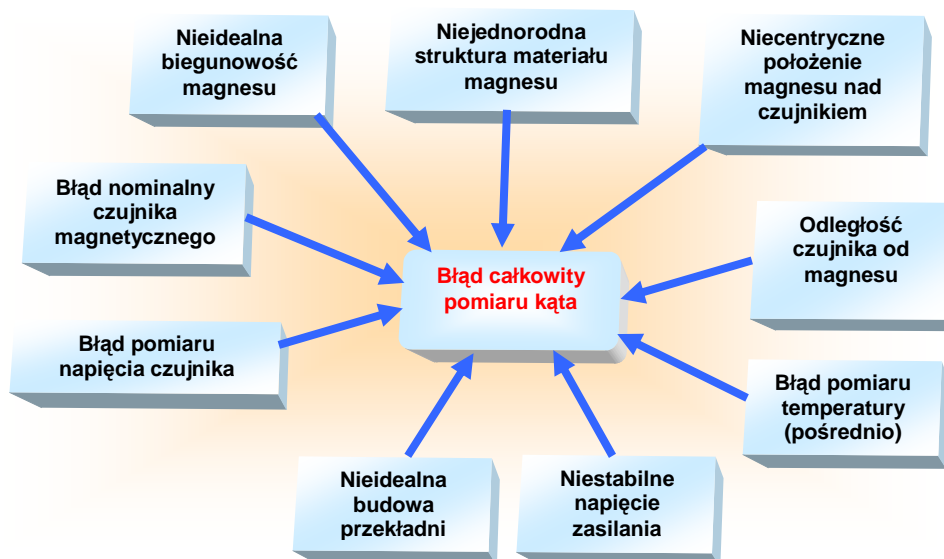 Nieidealna
biegunowość
magnesu
Niejednorodna
struktura materiału
magnesu
Niecentryczne
położenie
magnesu nad
czujnikiem
Błąd nominalny
czujnika
magnetycznego
Błąd całkowity
pomiaru kąta
Odległość
czujnika od
magnesu
Błąd pomiaru
napięcia czujnika
Błąd pomiaru
temperatury
(pośrednio)
Nieidealna
budowa
przekładni
Niestabilne
napięcie
zasilania